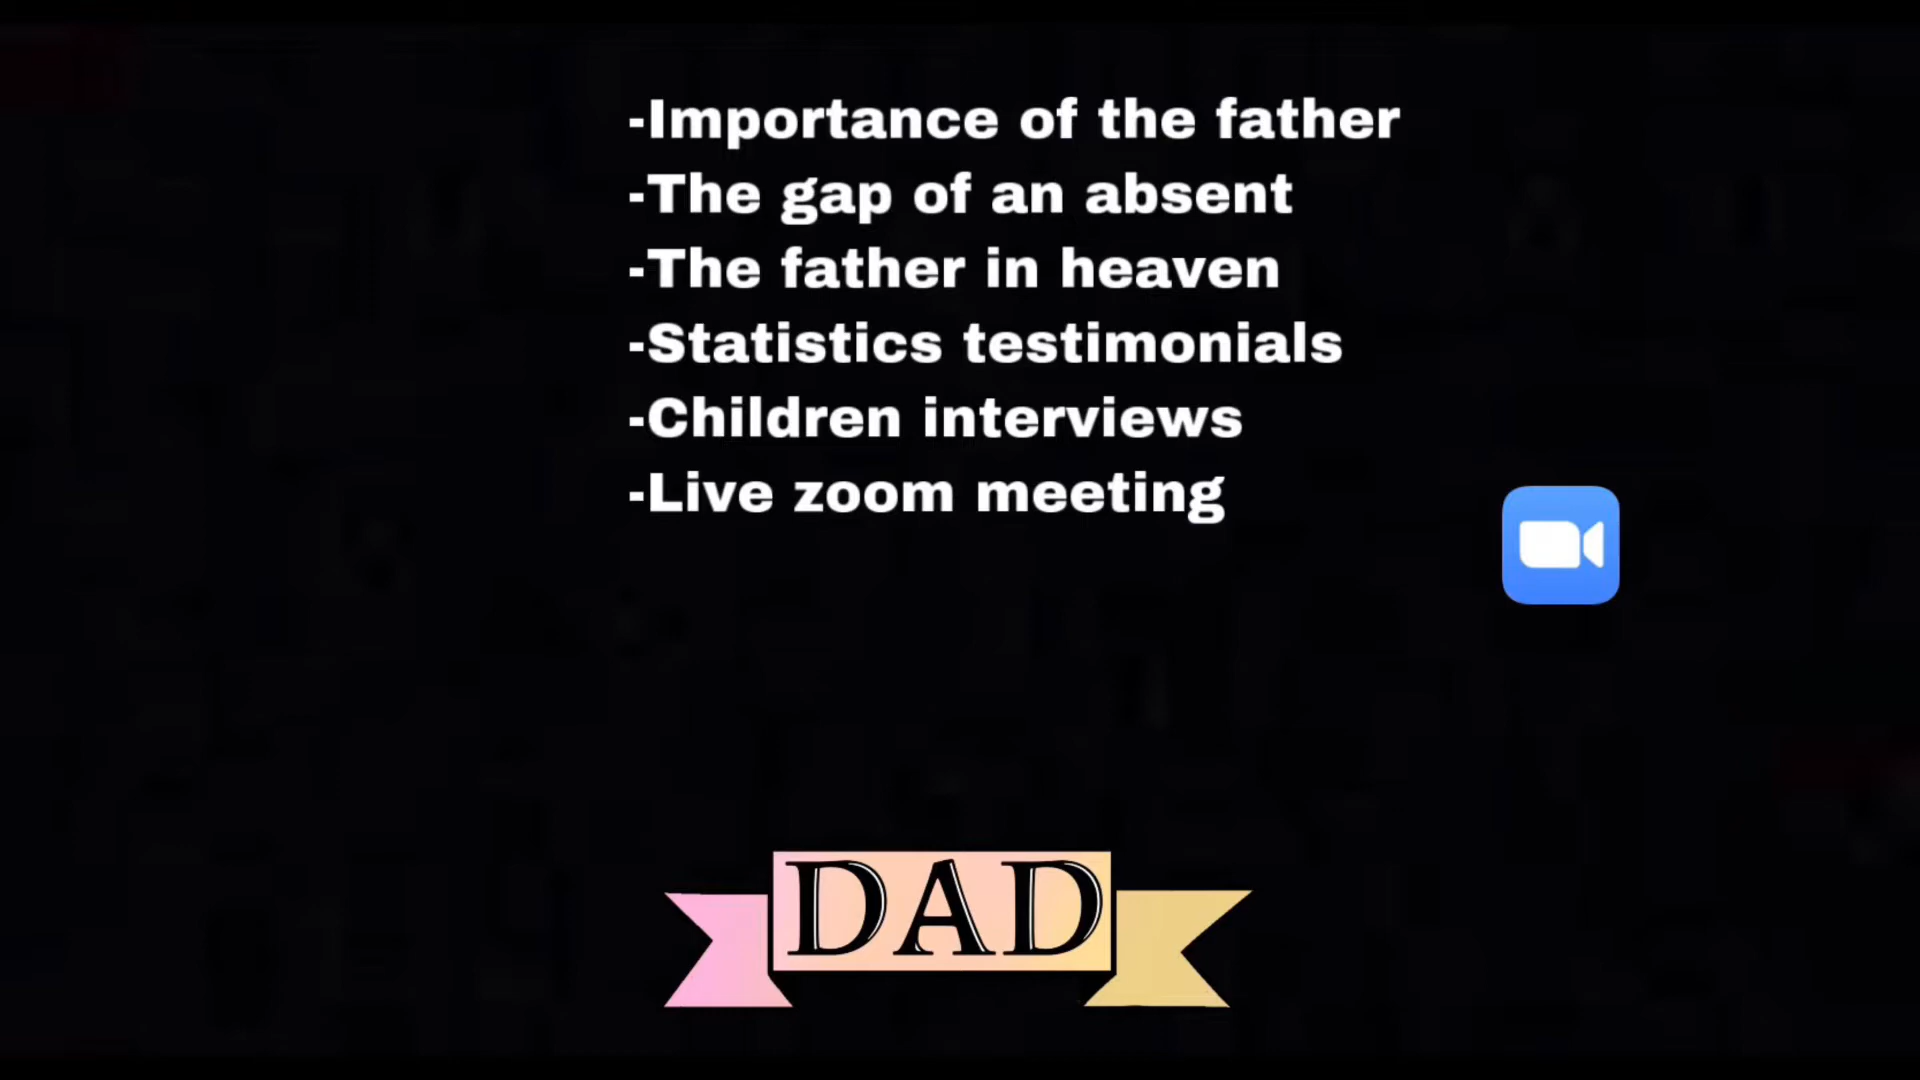 -Importance of the father
-The gap of an absent
-The father in heaven
-Statistics testimonials
-Children interviews
-Live zoom meeting
DAD